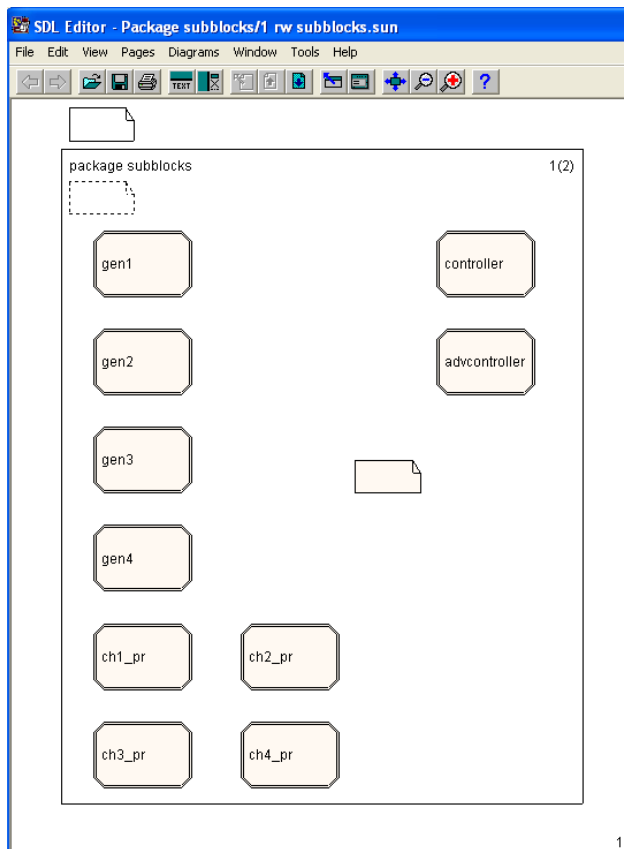 SDL Editor - Package subblocks/1 rw subblocks.sun
File Edit View Pages Diagrams Window Tools Help
TEXT ?
package subblocks 1(2)
gen1 controller
gen2 advcontroller
gen3
gen4
ch1_pr ch2_pr
ch3_pr ch4_pr
1